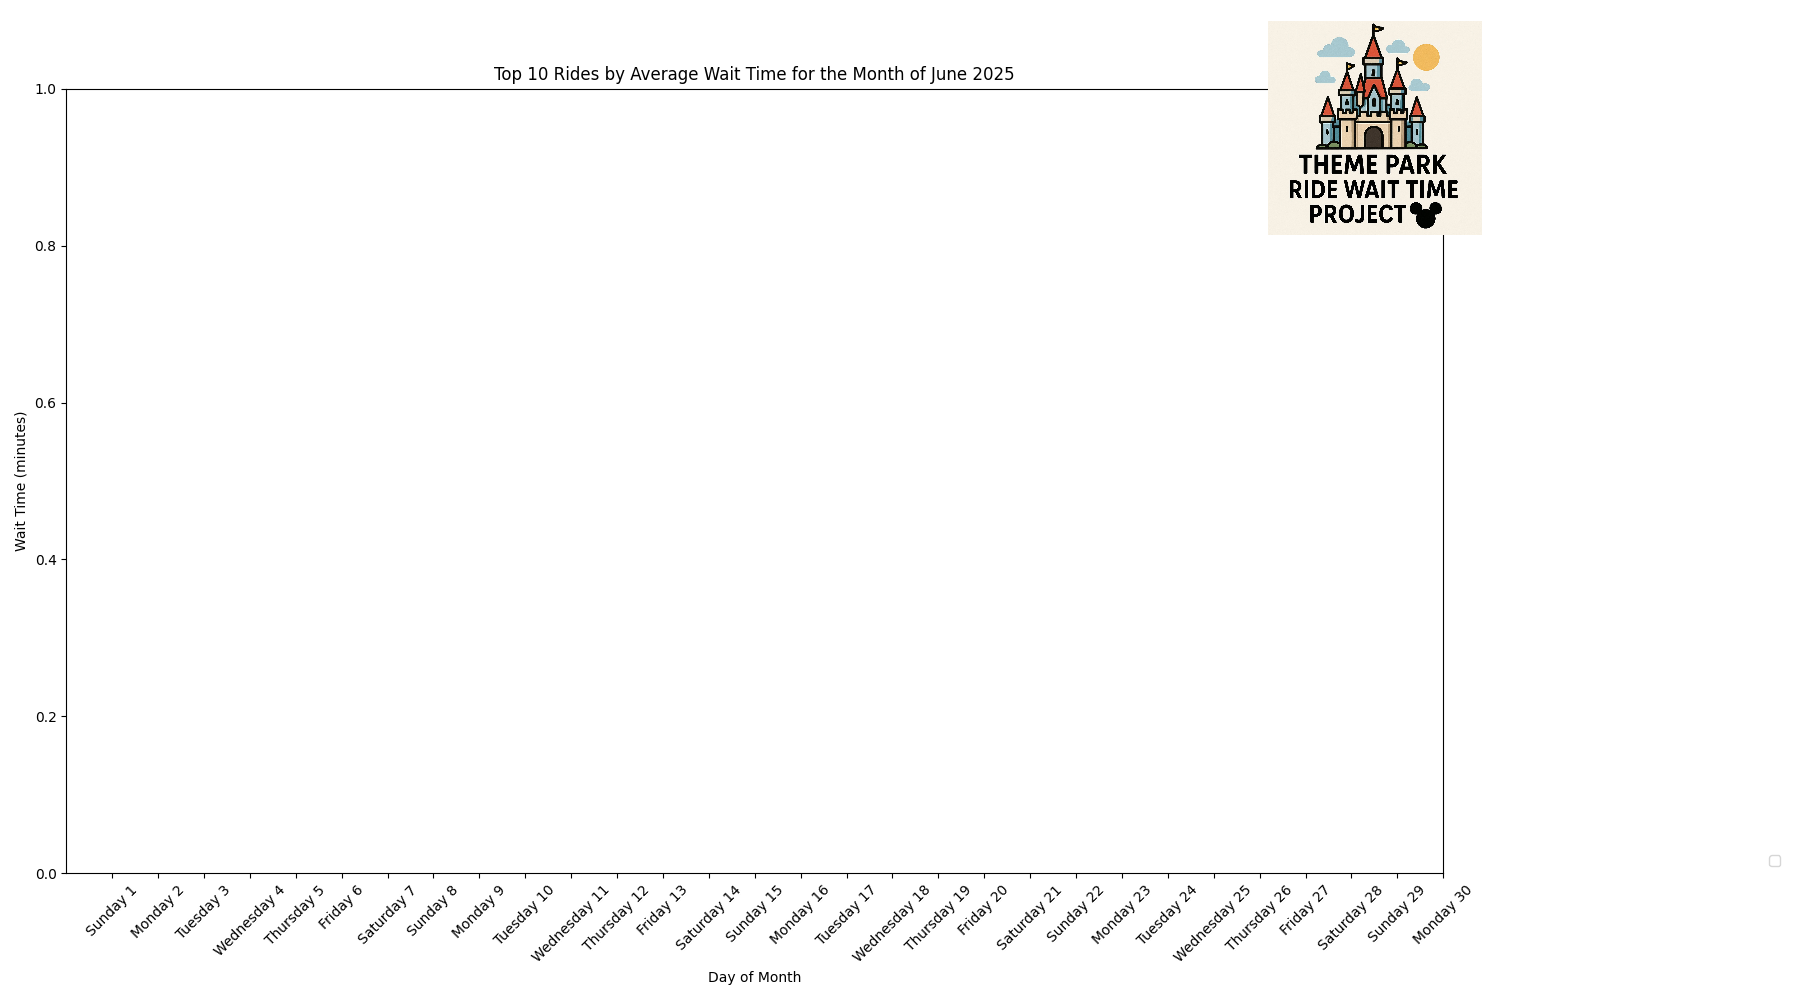 Top 10 Rides by Average Wait Time for the Month of June 2025
THEME PARK
RIDE WAIT TIME
PROJECT
Wait Time (minutes)
1.0
0.8
0.6
0.4
0.2
0.0
Sunday 1
Monday 2
Tuesday 3
Wednesday 4
Thursday 5
Friday 6
Saturday 7
Sunday 8
Monday 9
Tuesday 10
Wednesday 11
Thursday 12
Friday 13
Saturday 14
Sunday 15
Monday 16
Tuesday 17
Wednesday 18
Thursday 19
Friday 20
Saturday 21
Sunday 22
Monday 23
Tuesday 24
Wednesday 25
Thursday 26
Friday 27
Saturday 28
Sunday 29
Monday 30
Day of Month